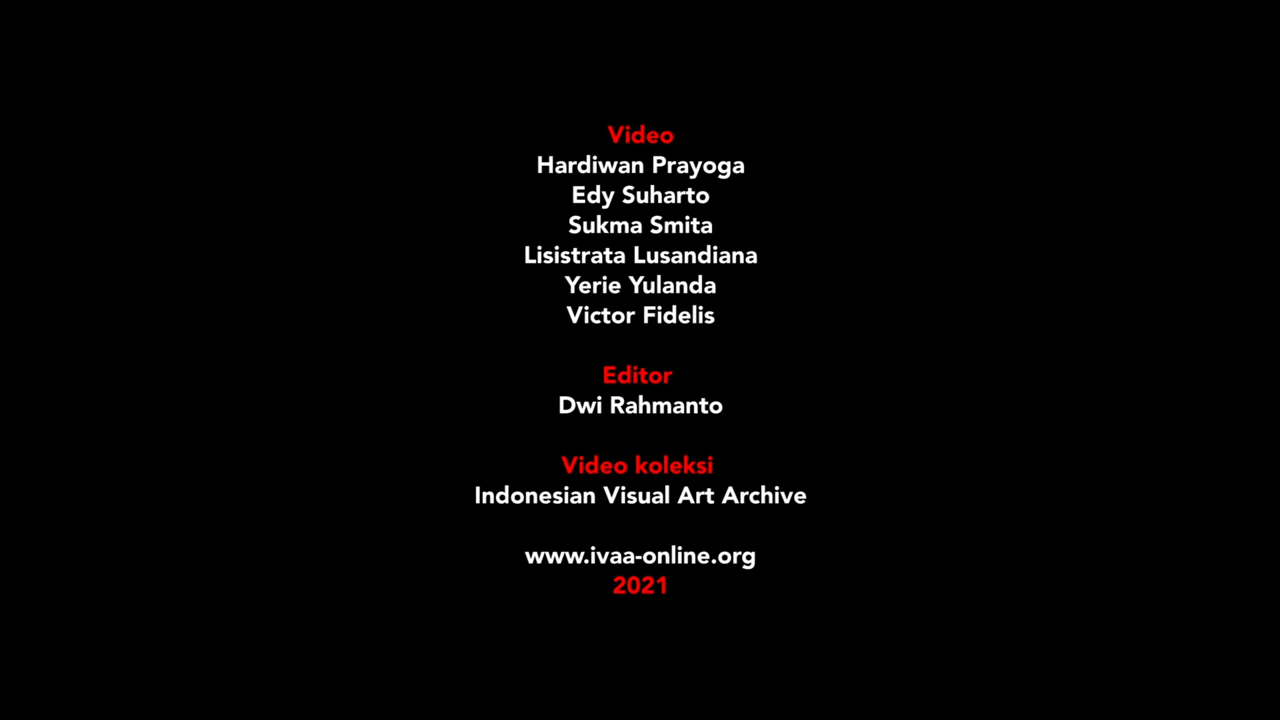 Video
Hardiwan Prayoga
Edy Suharto
Sukma Smita
Lisistrata Lusandiana
Yerie Yulanda
Victor Fidelis
Editor
Dwi Rahmanto
Video koleksi
Indonesian Visual Art Archive
www.ivaa-online.org
2021